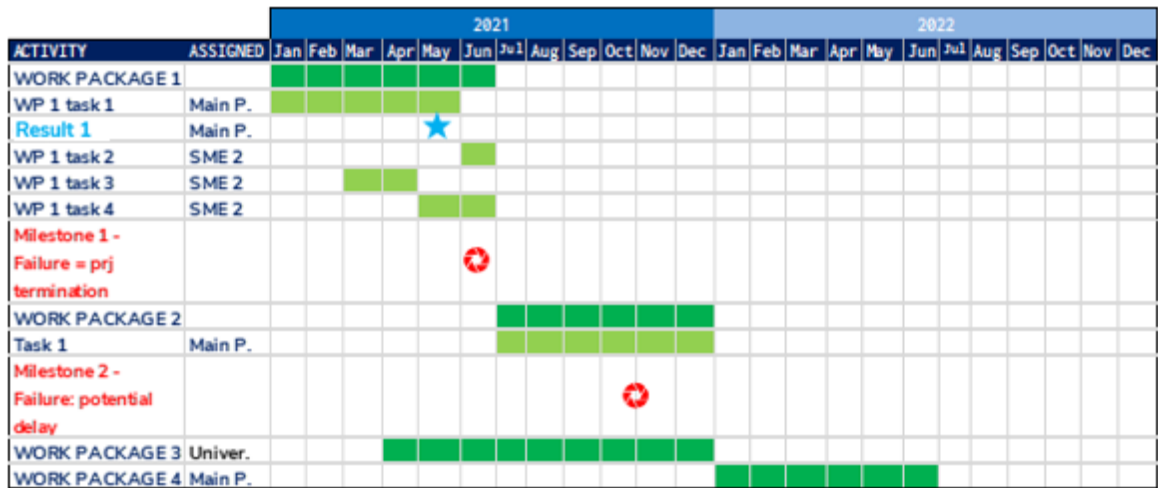 2021 2022
ACTIVITY ASSIGNED Jan Feb Mar Apr May Jun Jul Aug Sep Oct Nov Dec Jan Feb Mar Apr May Jun Jul Aug Sep Oct Nov Dec
WORK PACKAGE 1
WP 1 task 1 Main P.
Result 1 Main P.
WP 1 task 2 SME 2
WP 1 task 3 SME 2
WP 1 task 4 SME 2
Milestone 1 -
Failure = prj
termination
WORK PACKAGE 2
Task 1 Main P.
Milestone 2 -
Failure: potential
delay
WORK PACKAGE 3 Univer.
WORK PACKAGE 4 Main P.